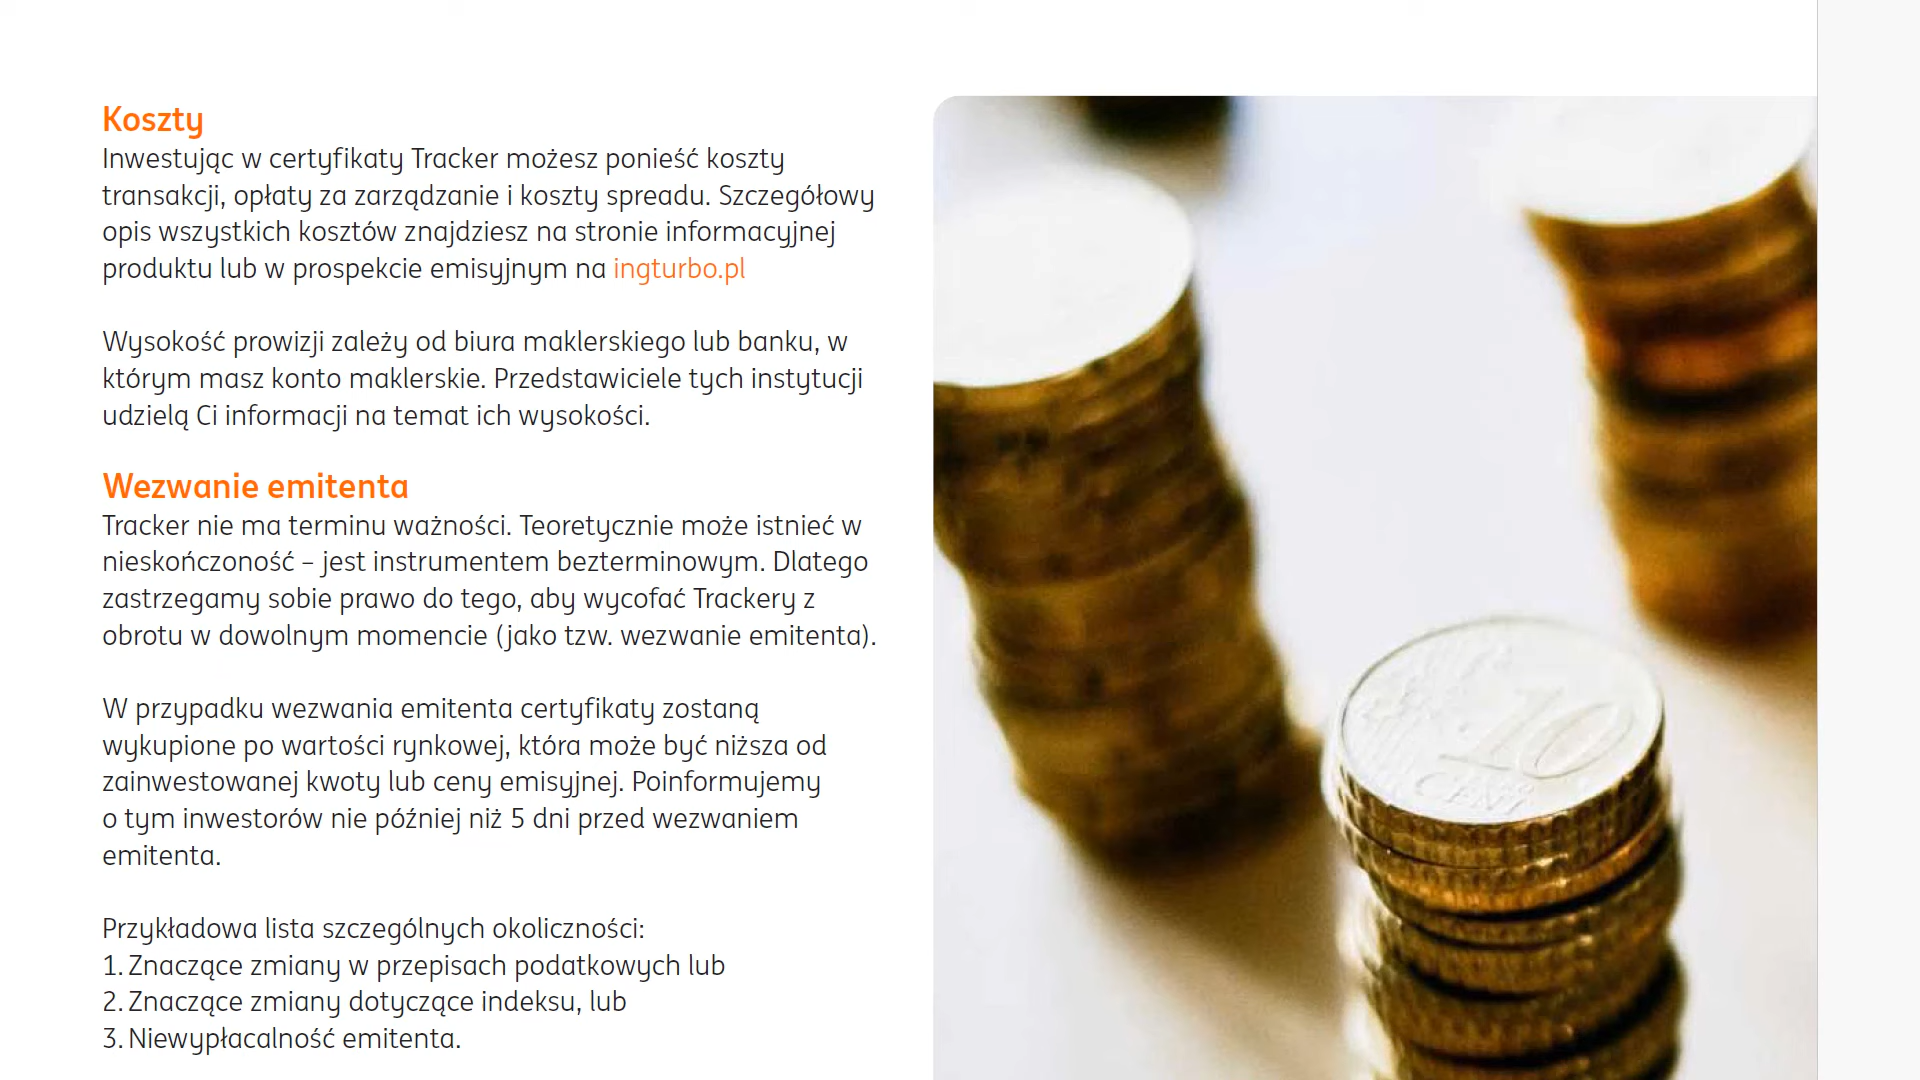 Koszty
Inwestując w certyfikaty Tracker możesz ponieść koszty
transakcji, opłaty za zarządzanie i koszty spreadu. Szczegółowy
opis wszystkich kosztów znajdziesz na stronie informacyjnej
produktu lub w prospekcie emisyjnym na ingturbo.pl
Wysokość prowizji zależy od biura maklerskiego lub banku, w
którym masz konto maklerskie. Przedstawiciele tych instytucji
udzielą Ci informacji na temat ich wysokości.
Wezwanie emitenta
Tracker nie ma terminu ważności. Teoretycznie może istnieć w
nieskończoność – jest instrumentem bezterminowym. Dlatego
zastrzegamy sobie prawo do tego, aby wycofać Trackery z
obrotu w dowolnym momencie (jako tzw. wezwanie emitenta).
W przypadku wezwania emitenta certyfikaty zostaną
wykupione po wartości rynkowej, która może być niższa od
zainwestowanej kwoty lub ceny emisyjnej. Poinformujemy
o tym inwestorów nie później niż 5 dni przed wezwaniem
emitenta.
Przykładowa lista szczególnych okoliczności:
1. Znaczące zmiany w przepisach podatkowych lub
2. Znaczące zmiany dotyczące indeksu, lub
3. Niewypłacalność emitenta.
10
CENT